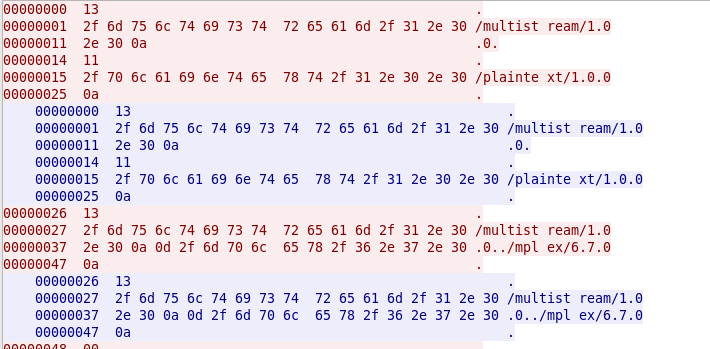 00000000 13 .
00000001 2f 6d 75 6c 74 69 73 74 72 65 61 6d 2f 31 2e 30 /multist ream/1.0
00000011 2e 30 0a .0.
00000014 11 .
00000015 2f 70 6c 61 69 6e 74 65 78 74 2f 31 2e 30 2e 30 /plainte xt/1.0.0
00000025 0a .
00000000 13 .
00000001 2f 6d 75 6c 74 69 73 74 72 65 61 6d 2f 31 2e 30 /multist ream/1.0
00000011 2e 30 0a .0.
00000014 11 .
00000015 2f 70 6c 61 69 6e 74 65 78 74 2f 31 2e 30 2e 30 /plainte xt/1.0.0
00000025 0a .
00000026 13 .
00000027 2f 6d 75 6c 74 69 73 74 72 65 61 6d 2f 31 2e 30 /multist ream/1.0
00000037 2e 30 0a 0d 2f 6d 70 6c 65 78 2f 36 2e 37 2e 30 .0../mpl ex/6.7.0
00000047 0a .
00000026 13 .
00000027 2f 6d 75 6c 74 69 73 74 72 65 61 6d 2f 31 2e 30 /multist ream/1.0
00000037 2e 30 0a 0d 2f 6d 70 6c 65 78 2f 36 2e 37 2e 30 .0../mpl ex/6.7.0
00000047 0a .
00000048 00